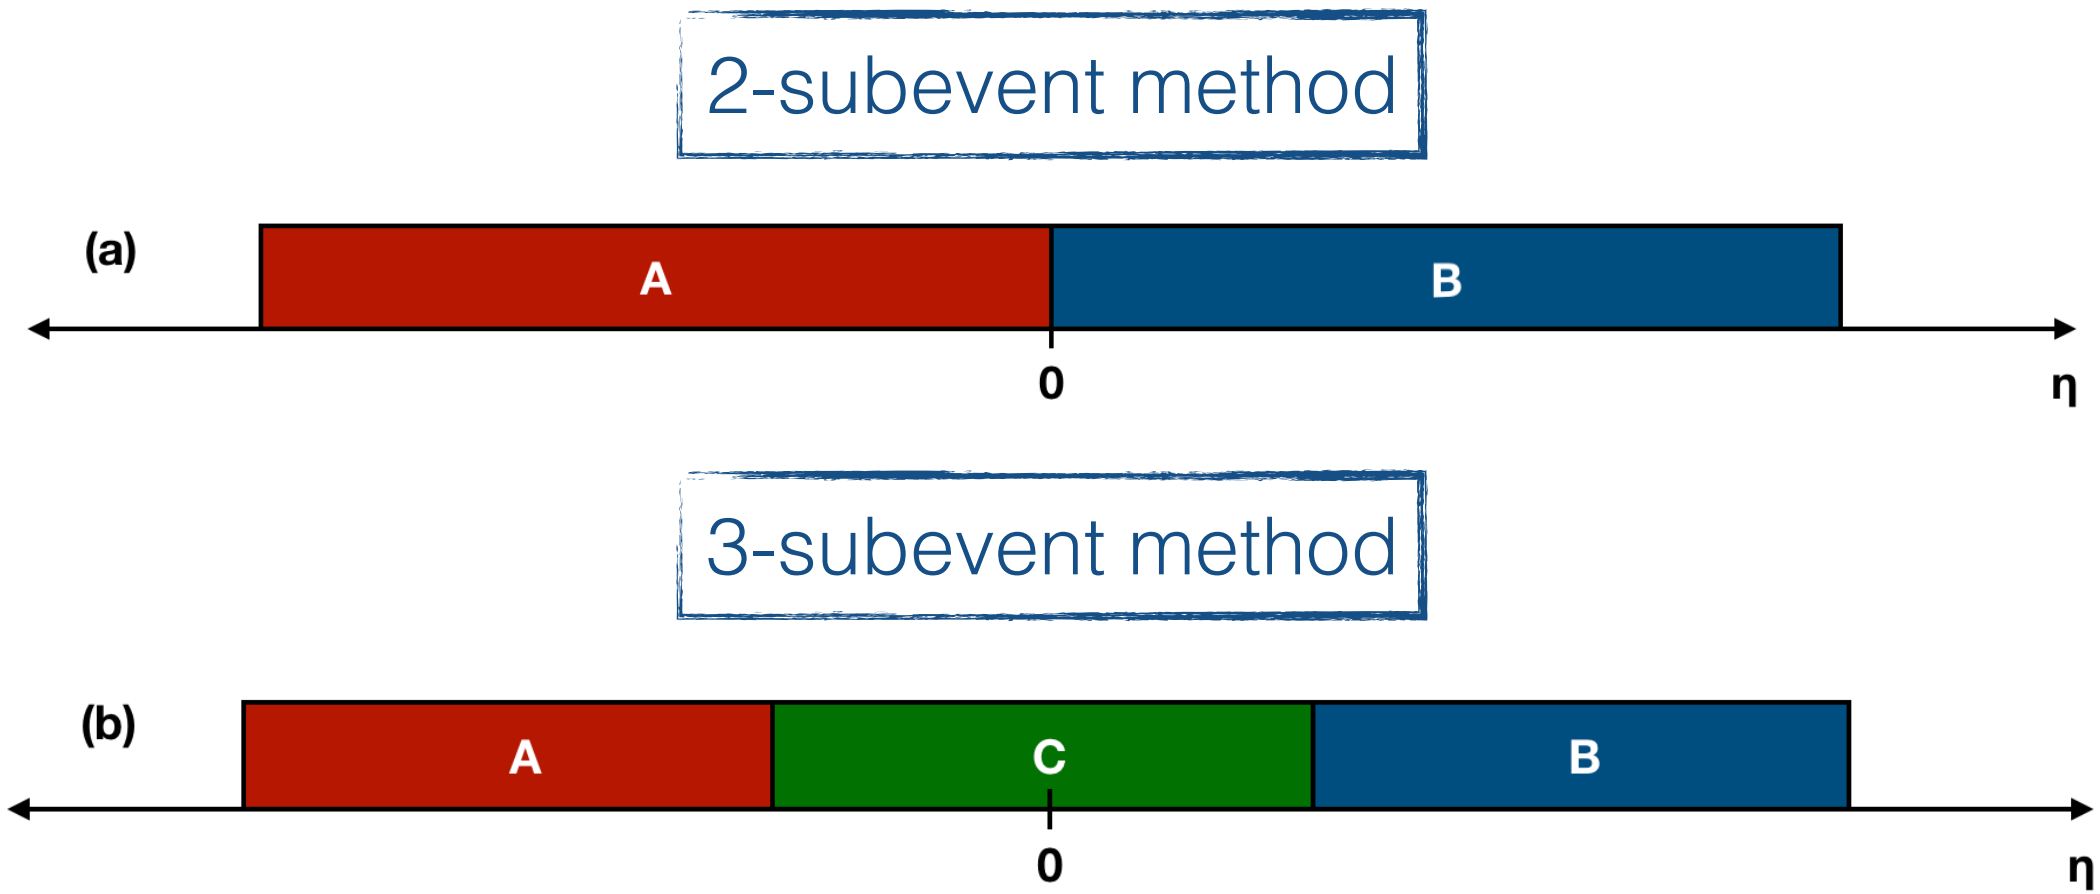 2-subevent method
(a)
A
B
0
η
3-subevent method
(b)
A
C
B
0
η